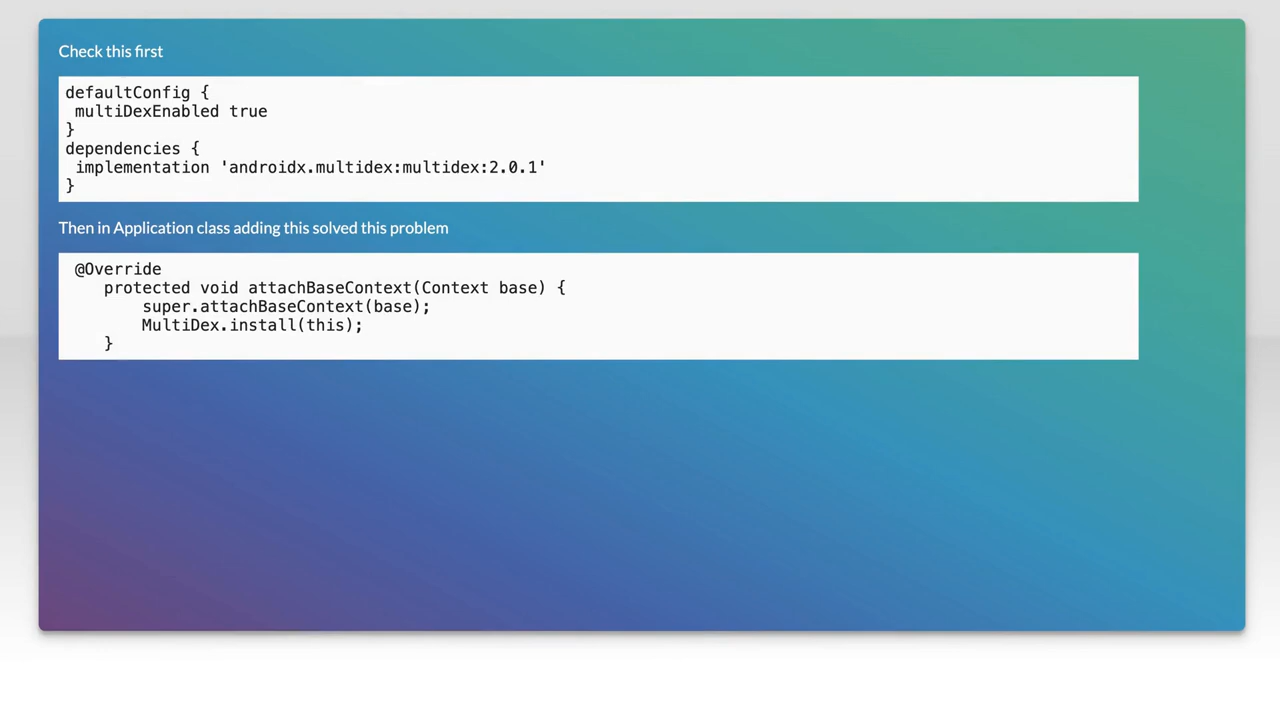 Check this first
defaultConfig {
 multiDexEnabled true
}
dependencies {
 implementation 'androidx.multidex:multidex:2.0.1'
}
Then in Application class adding this solved this problem
 @Override
    protected void attachBaseContext(Context base) {
        super.attachBaseContext(base);
        MultiDex.install(this);
    }